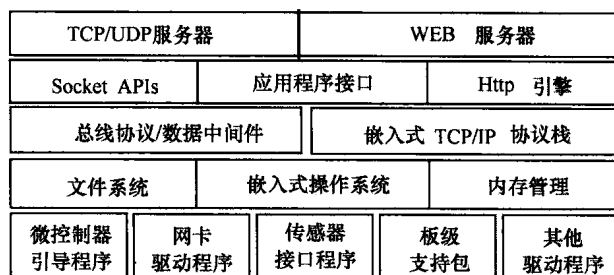 TCP/UDP服务器 WEB 服务器
Socket APIs 应用程序接口 Http 引擎
总线协议/数据中间件 嵌入式 TCP/IP 协议栈
文件系统 嵌入式操作系统 内存管理
微控制器 网卡 传感器 板级 其他
引导程序 驱动程序 接口程序 支持包 驱动程序